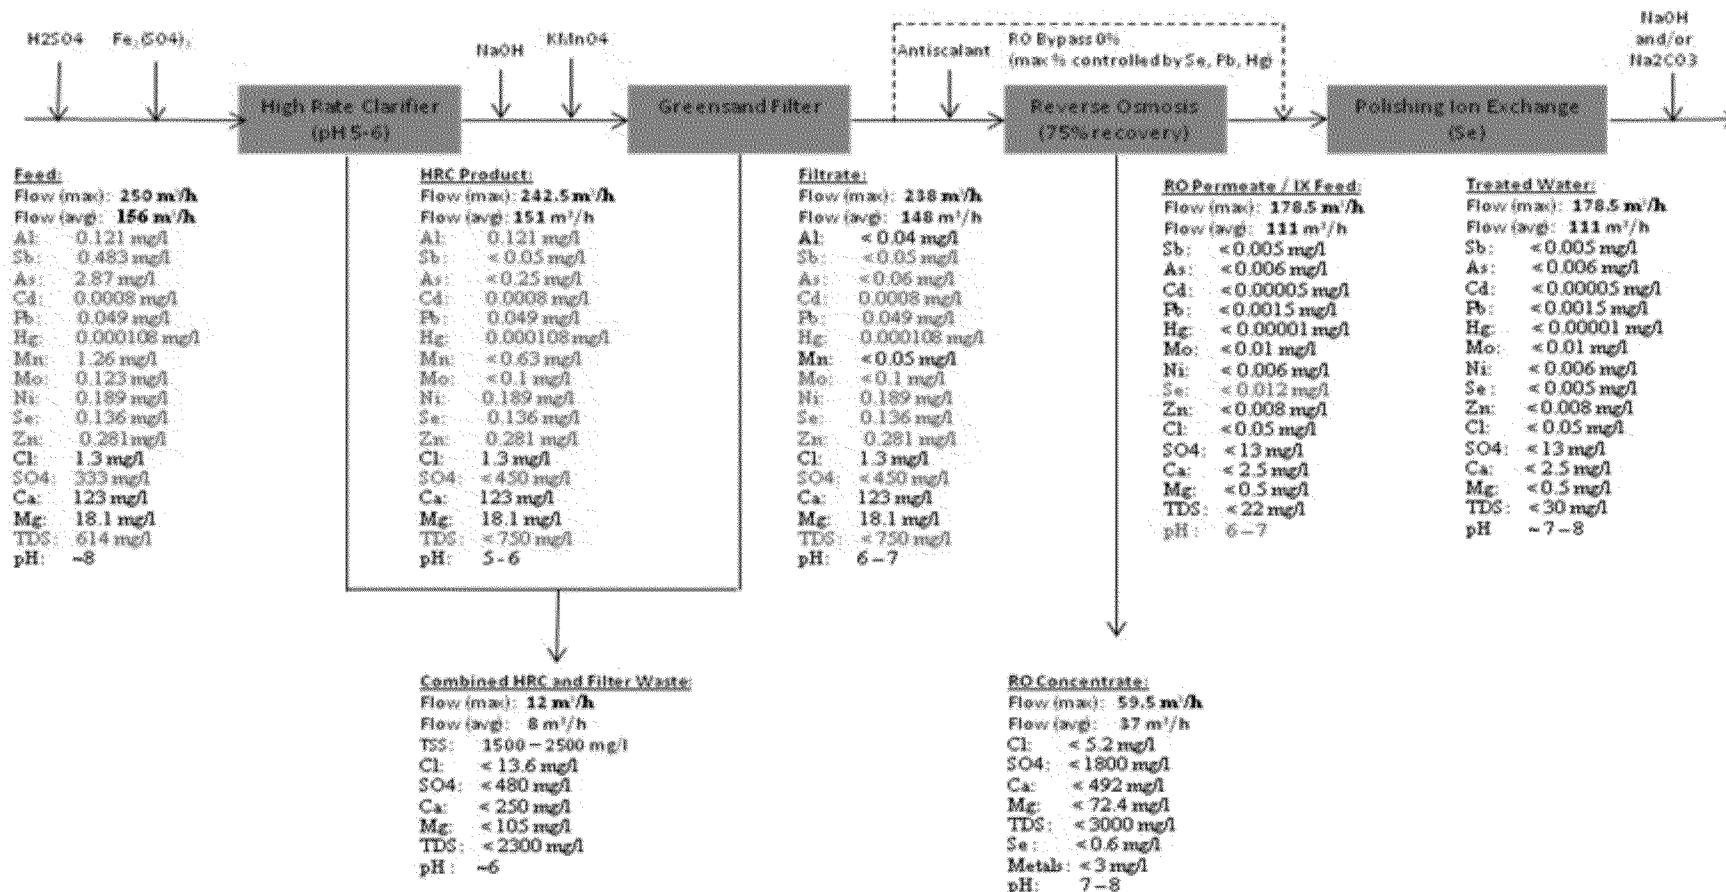 H2SO4
Fe2(SO4)3
NaOH
KMnO4
Antiscalant
RO Bypass 0%
(max % controlled by Se, Pb, Hg)
NaOH
and/or
Na2CO3
High Rate Clarifier
(pH 5-6)
Greensand Filter
Reverse Osmosis
(75% recovery)
Polishing Ion Exchange
(Se)
Feed:
Flow (max): 250 m³/h
Flow (avg): 156 m³/h
Al: 0.121 mg/l
Sb: 0.483 mg/l
As: 2.87 mg/l
Cd: 0.0008 mg/l
Pb: 0.049 mg/l
Hg: 0.000108 mg/l
Mn: 1.26 mg/l
Mo: 0.123 mg/l
Ni: 0.189 mg/l
Se: 0.136 mg/l
Zn: 0.281mg/l
Cl: 1.3 mg/l
SO4: 333 mg/l
Ca: 123 mg/l
Mg: 18.1 mg/l
TDS: 614 mg/l
pH: ~8
HRC Product:
Flow (max): 242.5 m³/h
Flow (avg): 151 m³/h
Al: 0.121 mg/l
Sb: <0.05 mg/l
As: <0.25 mg/l
Cd: 0.0008 mg/l
Pb: 0.049 mg/l
Hg: 0.000108 mg/l
Mn: <0.63 mg/l
Mo: <0.1 mg/l
Ni: 0.189 mg/l
Se: 0.136 mg/l
Zn: 0.281 mg/l
Cl: 1.3 mg/l
SO4: <450 mg/l
Ca: 123 mg/l
Mg: 18.1 mg/l
TDS: <750 mg/l
pH: 5 - 6
Filtrate:
Flow (max): 238 m³/h
Flow (avg): 148 m³/h
Al: < 0.04 mg/l
Sb: <0.05 mg/l
As: <0.06 mg/l
Cd: 0.0008 mg/l
Pb: 0.049 mg/l
Hg: 0.000108 mg/l
Mn: <0.05 mg/l
Mo: <0.1 mg/l
Ni: 0.189 mg/l
Se: 0.136 mg/l
Zn: 0.281 mg/l
Cl: 1.3 mg/l
SO4: <450 mg/l
Ca: 123 mg/l
Mg: 18.1 mg/l
TDS: <750 mg/l
pH: 6 – 7
RO Permeate / IX Feed:
Flow (max): 178.5 m³/h
Flow (avg): 111 m³/h
Sb: <0.005 mg/l
As: <0.006 mg/l
Cd: <0.00005 mg/l
Pb: <0.0015 mg/l
Hg: < 0.00001 mg/l
Mo: <0.01 mg/l
Ni: <0.006 mg/l
Se: <0.012 mg/l
Zn: <0.008 mg/l
Cl: <0.05 mg/l
SO4: <13 mg/l
Ca: < 2.5 mg/l
Mg: <0.5 mg/l
TDS: <22 mg/l
pH : 6 – 7
Treated Water:
Flow (max): 178.5 m³/h
Flow (avg): 111 m³/h
Sb: <0.005 mg/l
As: <0.006 mg/l
Cd: <0.00005 mg/l
Pb: <0.0015 mg/l
Hg: < 0.00001 mg/l
Mo: <0.01 mg/l
Ni: <0.006 mg/l
Se : <0.005 mg/l
Zn: <0.008 mg/l
Cl: <0.05 mg/l
SO4: <13 mg/l
Ca: < 2.5 mg/l
Mg: <0.5 mg/l
TDS: <30 mg/l
pH ~ 7 – 8
Combined HRC and Filter Waste:
Flow (max): 12 m³/h
Flow (avg): 8 m³/h
TSS: 1500 – 2500 mg/l
Cl: < 13.6 mg/l
SO4: <480 mg/l
Ca: <250 mg/l
Mg: <105 mg/l
TDS : <2300 mg/l
pH : ~6
RO Concentrate:
Flow (max): 59.5 m³/h
Flow (avg): 37 m³/h
Cl: < 5.2 mg/l
SO4: <1800 mg/l
Ca: <492 mg/l
Mg: <72.4 mg/l
TDS: <3000 mg/l
Se : <0.6 mg/l
Metals: <3 mg/l
pH: 7 – 8